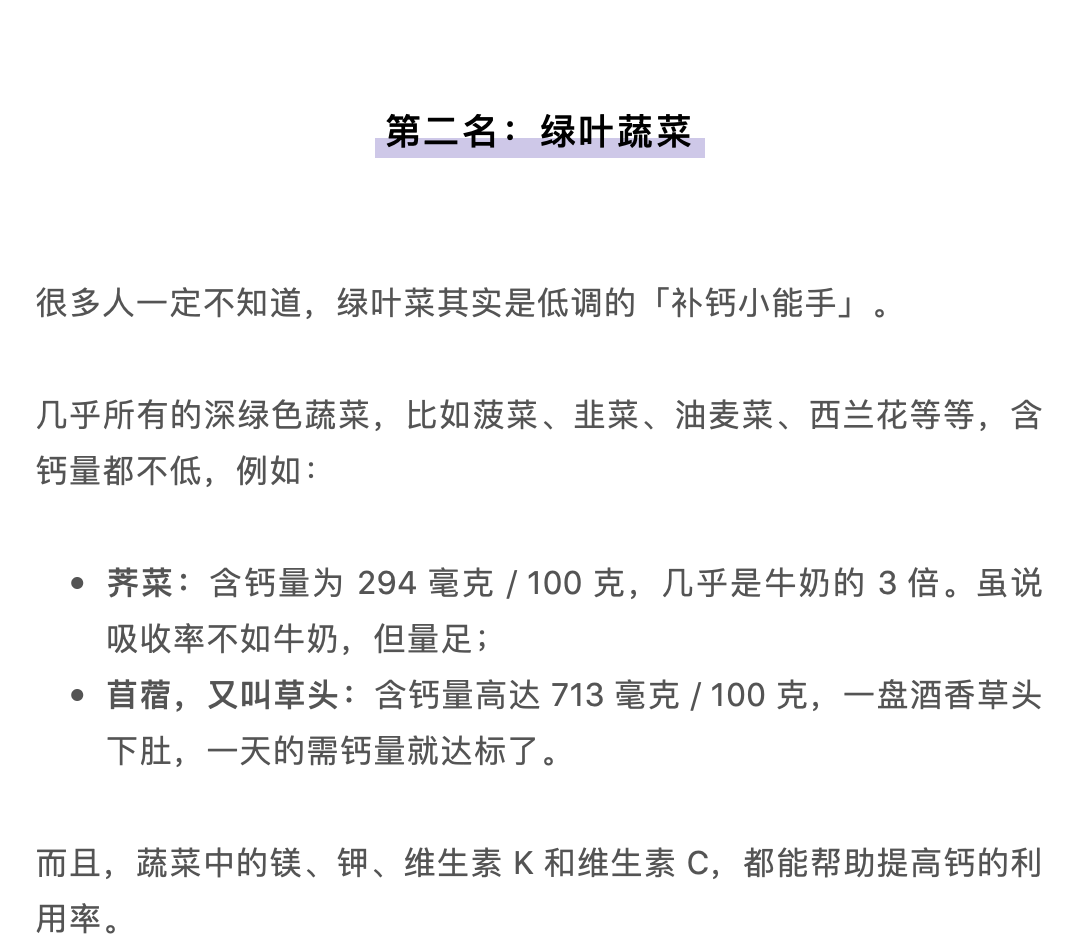 第二名：绿叶蔬菜
很多人一定不知道，绿叶菜其实是低调的「补钙小能手」。
几乎所有的深绿色蔬菜，比如菠菜、韭菜、油麦菜、西兰花等等，含
钙量都不低，例如：
• 荠菜：含钙量为 294 毫克 / 100 克，几乎是牛奶的 3 倍。虽说
吸收率不如牛奶，但量足；
• 苜蓿，又叫草头：含钙量高达 713 毫克 / 100 克，一盘酒香草头
下肚，一天的需钙量就达标了。
而且，蔬菜中的镁、钾、维生素 K 和维生素 C，都能帮助提高钙的利
用率。